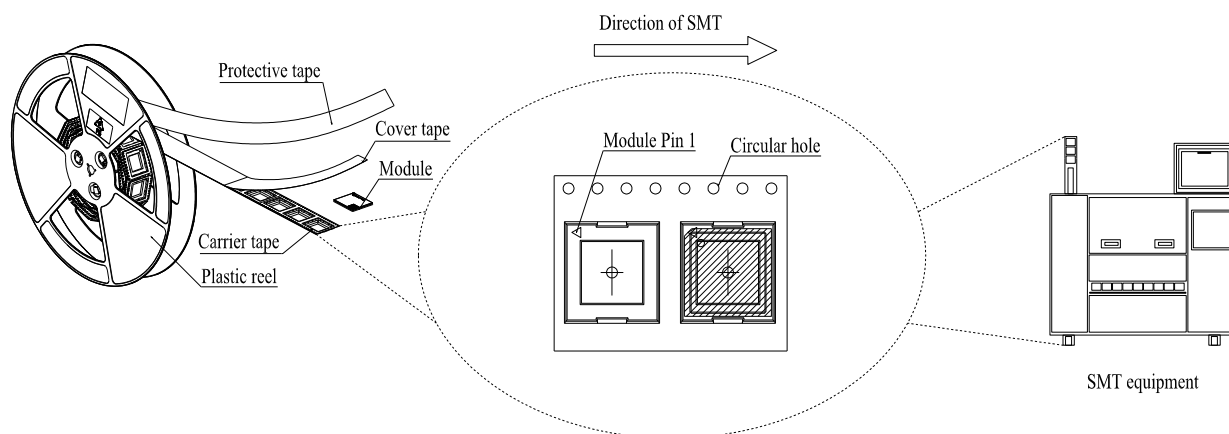 Direction of SMT
Protective tape
Cover tape
Module
Carrier tape
Plastic reel
Module Pin 1
Circular hole
SMT equipment